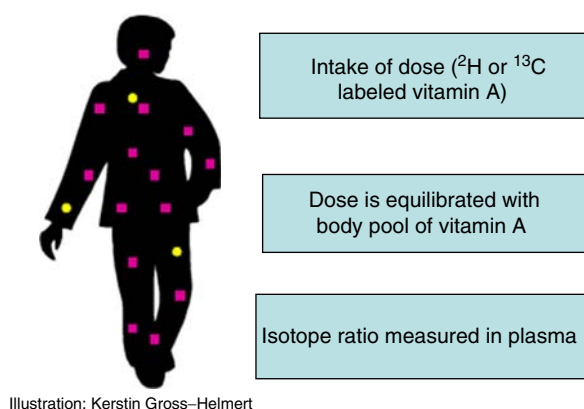 Intake of dose (²H or ¹³C
labeled vitamin A)
Dose is equilibrated with
body pool of vitamin A
Isotope ratio measured in plasma
Illustration: Kerstin Gross–Helmert